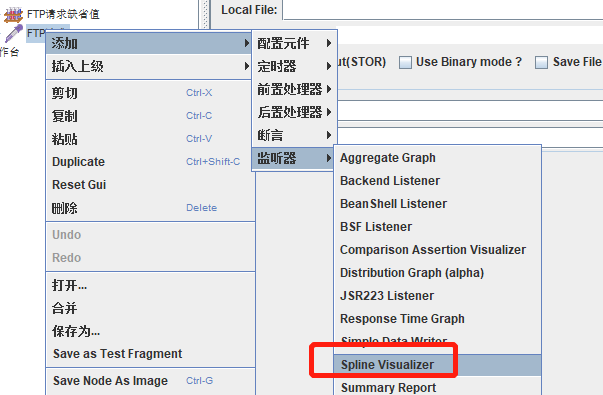 FTP请求缺省值
Local File:
FTP
作台
添加
插入上级
剪切 Ctrl-X
复制 Ctrl-C
粘贴 Ctrl-V
Duplicate Ctrl+Shift-C
Reset Gui
删除 Delete
Undo
Redo
打开...
合并
保存为...
Save as Test Fragment
Save Node As Image Ctrl-G
配置元件
定时器
前置处理器
后置处理器
断言
监听器
ut(STOR) Use Binary mode ? Save File
Aggregate Graph
Backend Listener
BeanShell Listener
BSF Listener
Comparison Assertion Visualizer
Distribution Graph (alpha)
JSR223 Listener
Response Time Graph
Simple Data Writer
Spline Visualizer
Summary Report